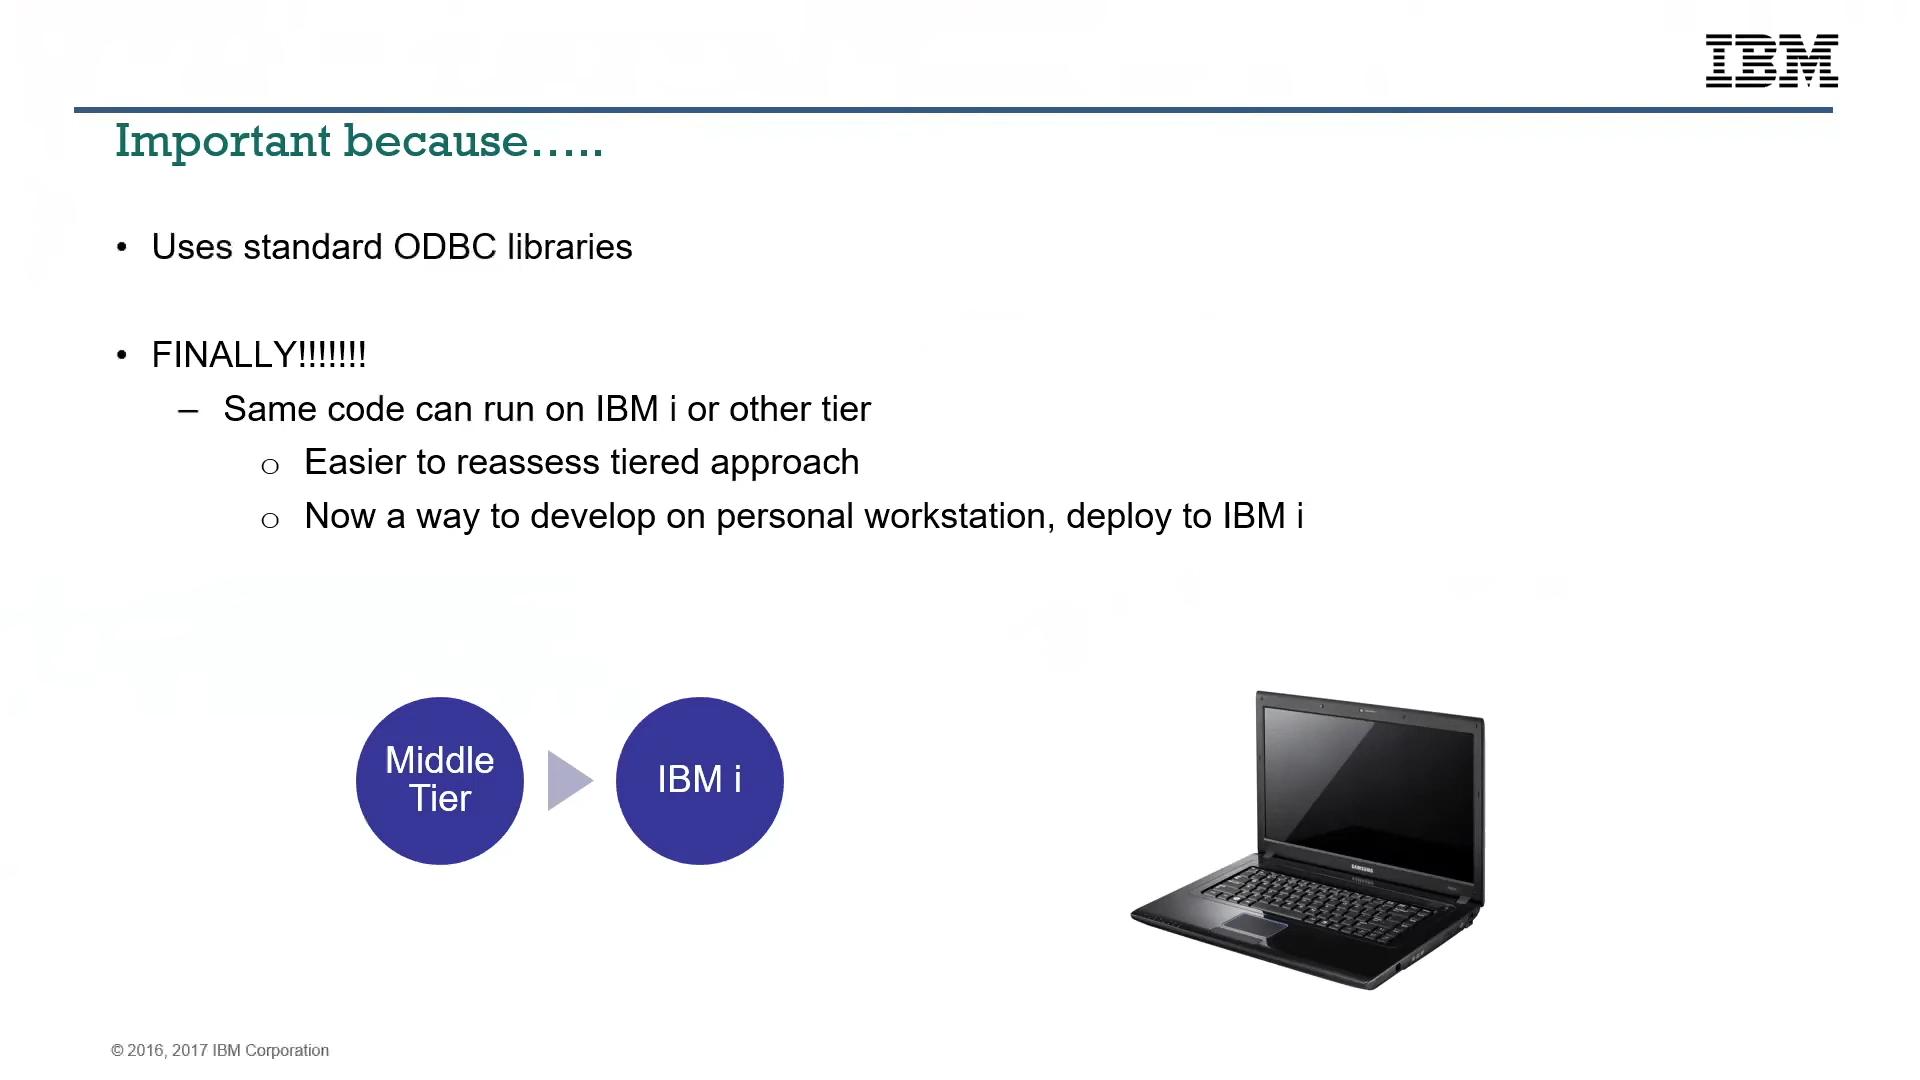 IBM
Important because.....
• Uses standard ODBC libraries
• FINALLY!!!!!!!
– Same code can run on IBM i or other tier
o Easier to reassess tiered approach
o Now a way to develop on personal workstation, deploy to IBM i
Middle
Tier
IBM i
SAMSUNG
© 2016, 2017 IBM Corporation